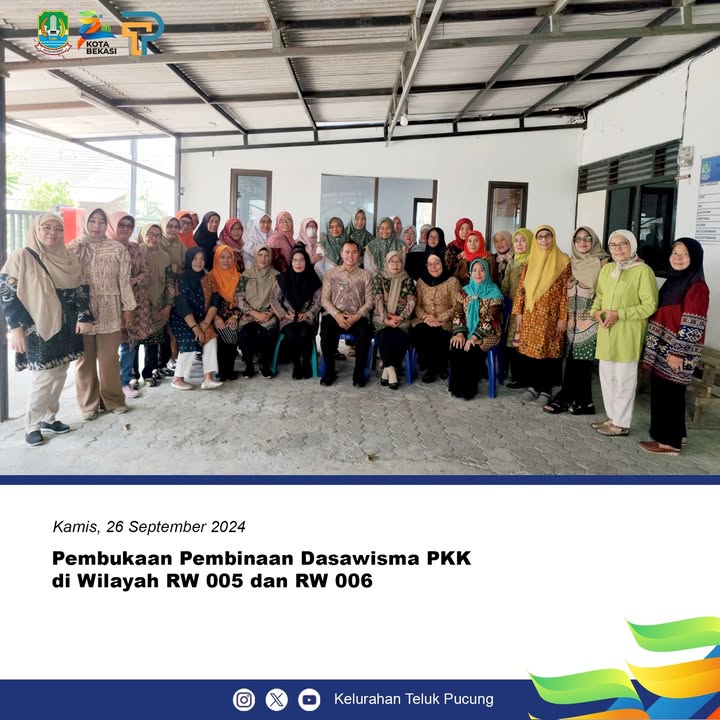 KOTA
BEKASI
Kamis, 26 September 2024
Pembukaan Pembinaan Dasawisma PKK
di Wilayah RW 005 dan RW 006
Kelurahan Teluk Pucung